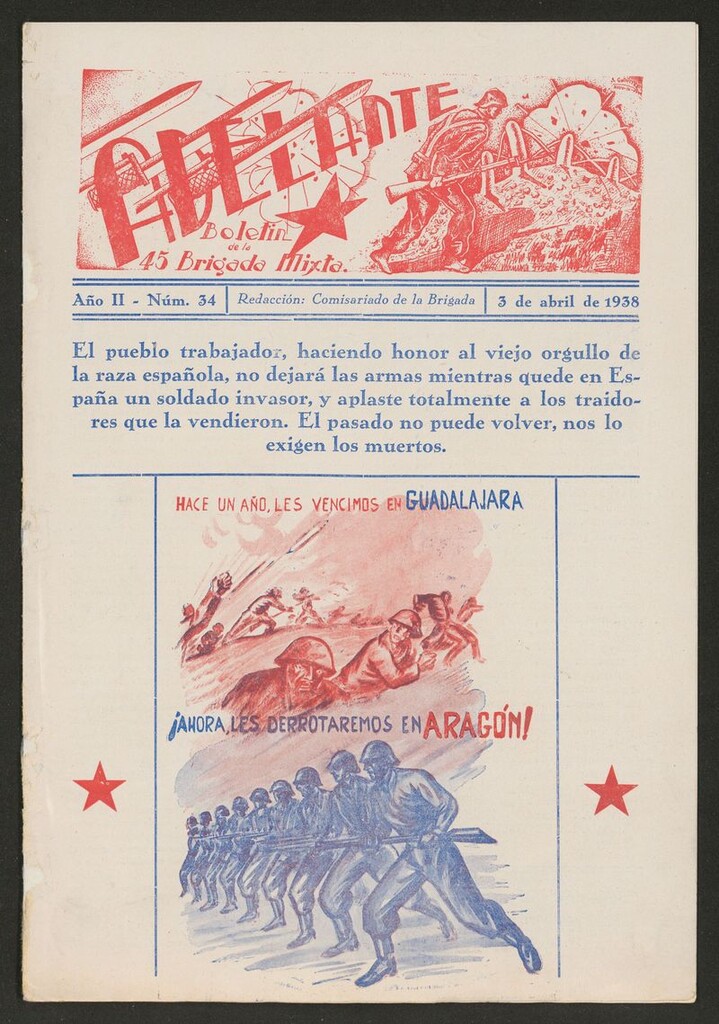 ADELANTE
Boletín
de la
45 Brigada Mixta.
Año II - Núm. 34 | Redacción: Comisariado de la Brigada | 3 de abril de 1938
El pueblo trabajador, haciendo honor al viejo orgullo de
la raza española, no dejará las armas mientras quede en Es-
paña un soldado invasor, y aplaste totalmente a los traido-
res que la vendieron. El pasado no puede volver, nos lo
exigen los muertos.
HACE UN AÑO, LES VENCIMOS EN GUADALAJARA
¡AHORA, LES DERROTAREMOS EN ARAGÓN!